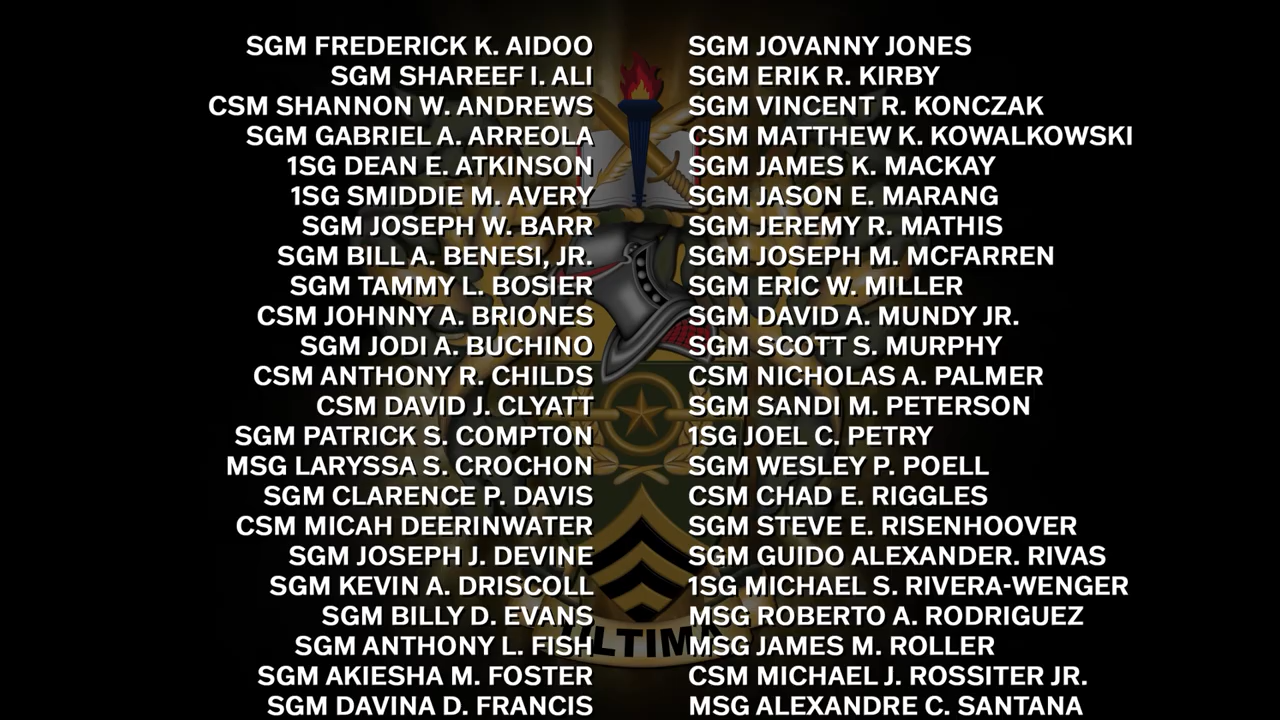 SGM FREDERICK K. AIDOO
SGM SHAREEF I. ALI
CSM SHANNON W. ANDREWS
SGM GABRIEL A. ARREOLA
1SG DEAN E. ATKINSON
1SG SMIDDIE M. AVERY
SGM JOSEPH W. BARR
SGM BILL A. BENESI, JR.
SGM TAMMY L. BOSIER
CSM JOHNNY A. BRIONES
SGM JODI A. BUCHINO
CSM ANTHONY R. CHILDS
CSM DAVID J. CLYATT
SGM PATRICK S. COMPTON
MSG LARYSSA S. CROCHON
SGM CLARENCE P. DAVIS
CSM MICAH DEERINWATER
SGM JOSEPH J. DEVINE
SGM KEVIN A. DRISCOLL
SGM BILLY D. EVANS
SGM ANTHONY L. FISH
SGM AKIESHA M. FOSTER
SGM DAVINA D. FRANCIS
SGM JOVANNY JONES
SGM ERIK R. KIRBY
SGM VINCENT R. KONCZAK
CSM MATTHEW K. KOWALKOWSKI
SGM JAMES K. MACKAY
SGM JASON E. MARANG
SGM JEREMY R. MATHIS
SGM JOSEPH M. MCFARREN
SGM ERIC W. MILLER
SGM DAVID A. MUNDY JR.
SGM SCOTT S. MURPHY
CSM NICHOLAS A. PALMER
SGM SANDI M. PETERSON
1SG JOEL C. PETRY
SGM WESLEY P. POELL
CSM CHAD E. RIGGLES
SGM STEVE E. RISENHOOVER
SGM GUIDO ALEXANDER. RIVAS
1SG MICHAEL S. RIVERA-WENGER
MSG ROBERTO A. RODRIGUEZ
MSG JAMES M. ROLLER
CSM MICHAEL J. ROSSITER JR.
MSG ALEXANDRE C. SANTANA
ULTIMA